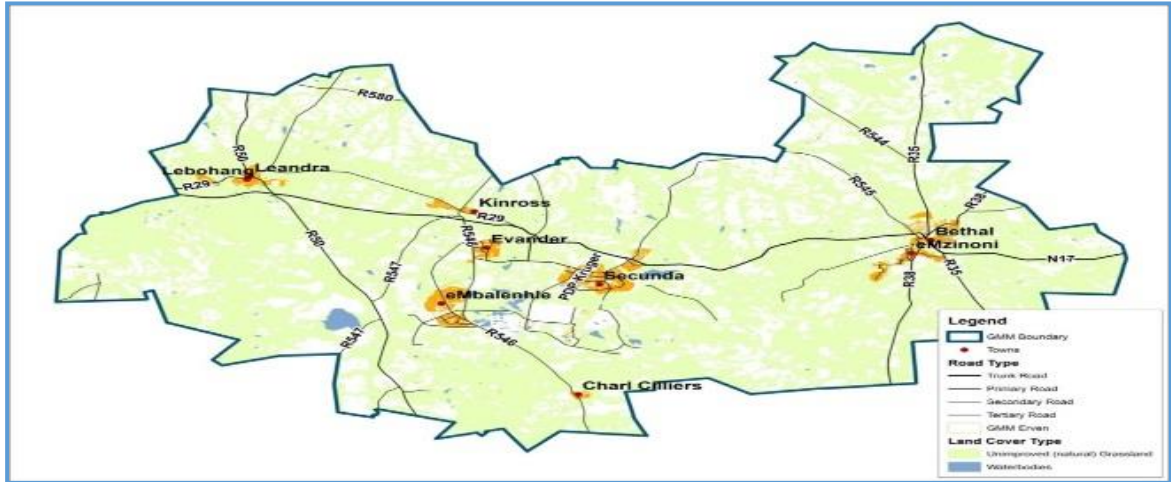 R580
R544
R35
R50
Lebohang
Leandra
R29
R545
R38
Kinross
R29
Bethal
Evander
R546
eMzinoni
R50
R547
Secunda
N17
PDP Kruger
R38
R35
eMbalenhle
R547
R546
Charl Cilliers
Legend
GMM Boundary
Towns
Road Type
Trunk Road
Primary Road
Secondary Road
Tertiary Road
GMM Erven
Land Cover Type
Unimproved (natural) Grassland
Waterbodies